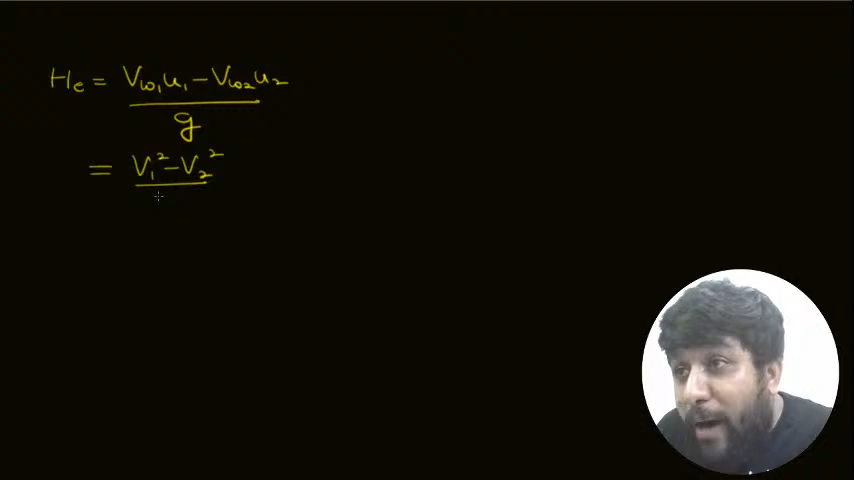 He = Vw₁u₁ – Vw₂u₂
g
= V₁² – V₂²